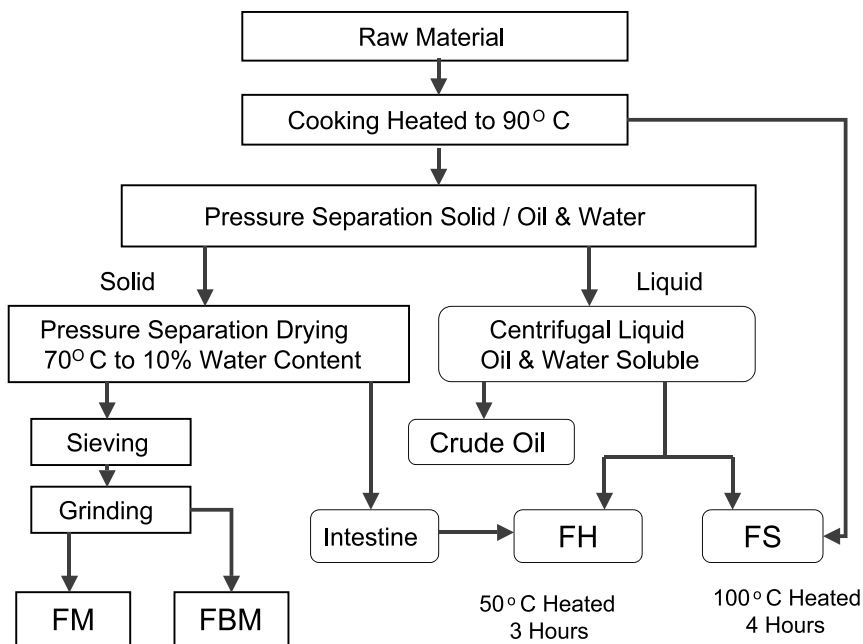 Raw Material
Cooking Heated to 90° C
Pressure Separation Solid / Oil & Water
Solid
Liquid
Pressure Separation Drying
70° C to 10% Water Content
Centrifugal Liquid
Oil & Water Soluble
Sieving
Crude Oil
Grinding
Intestine
FH
FS
FM
FBM
50° C Heated
3 Hours
100° C Heated
4 Hours